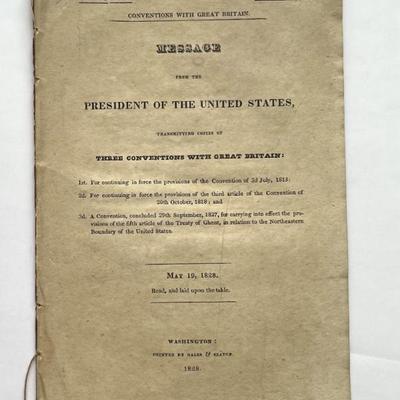 CONVENTIONS WITH GREAT BRITAIN.
MESSAGE
FROM THE
PRESIDENT OF THE UNITED STATES,
TRANSMITTING COPIES OF
THREE CONVENTIONS WITH GREAT BRITAIN:
1st. For continuing in force the provisions of the Convention of 3d July, 1815:
2d. For continuing in force the provisions of the third article of the Convention of
20th October, 1818; and
3d. A Convention, concluded 29th September, 1827, for carrying into effect the pro-
visions of the fifth article of the Treaty of Ghent, in relation to the Northeastern
Boundary of the United States.
MAY 19, 1828.
Read, and laid upon the table.
WASHINGTON:
PRINTED BY GALES & SEATON.
1828.